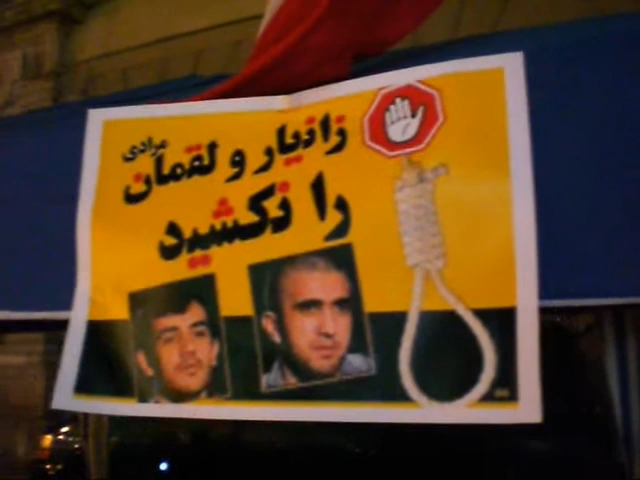 زانیار و لقمان مرادی
را نکشید